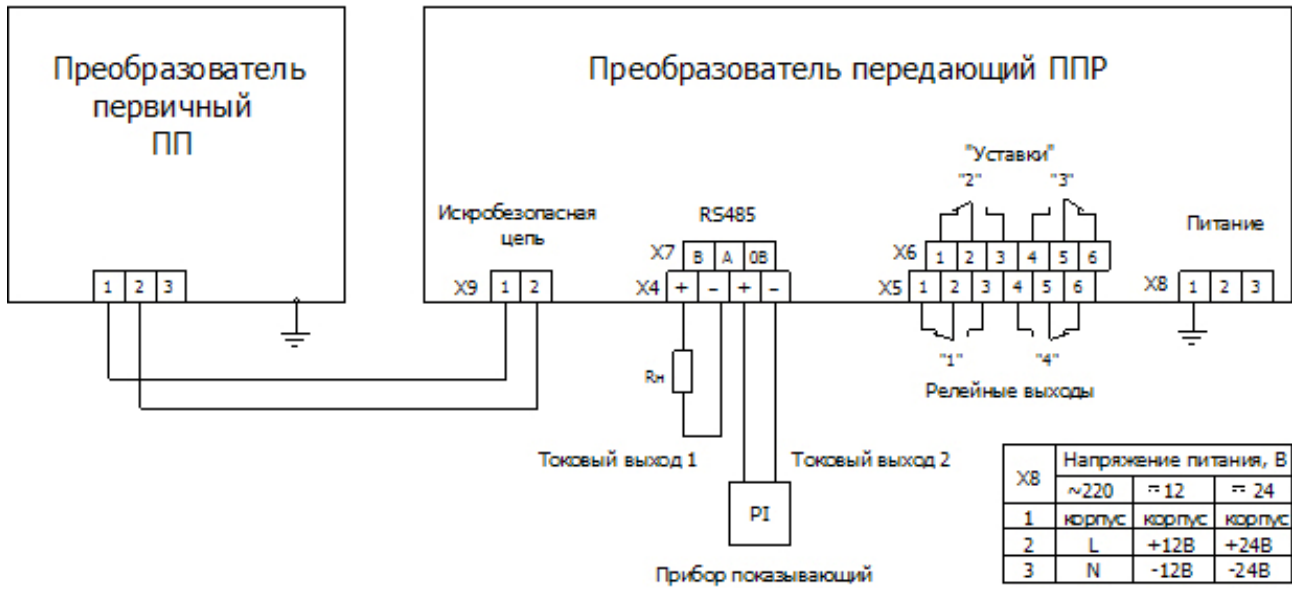 Преобразователь
первичный
ПП
Преобразователь передающий ППР
"Уставки"
"2" "3"
Искробезопасная
цепь
RS485
Питание
X7 B A 0B
X6 1 2 3 4 5 6
1 2 3
X9 1 2
X4 + - + -
X5 1 2 3 4 5 6
X8 1 2 3
"1" "4"
Rн
Релейные выходы
Токовый выход 1
Токовый выход 2
PI
Прибор показывающий
X8 Напряжение питания, В
~220 ⎓12 ⎓ 24
1 корпус корпус корпус
2 L +12В +24В
3 N -12В -24В